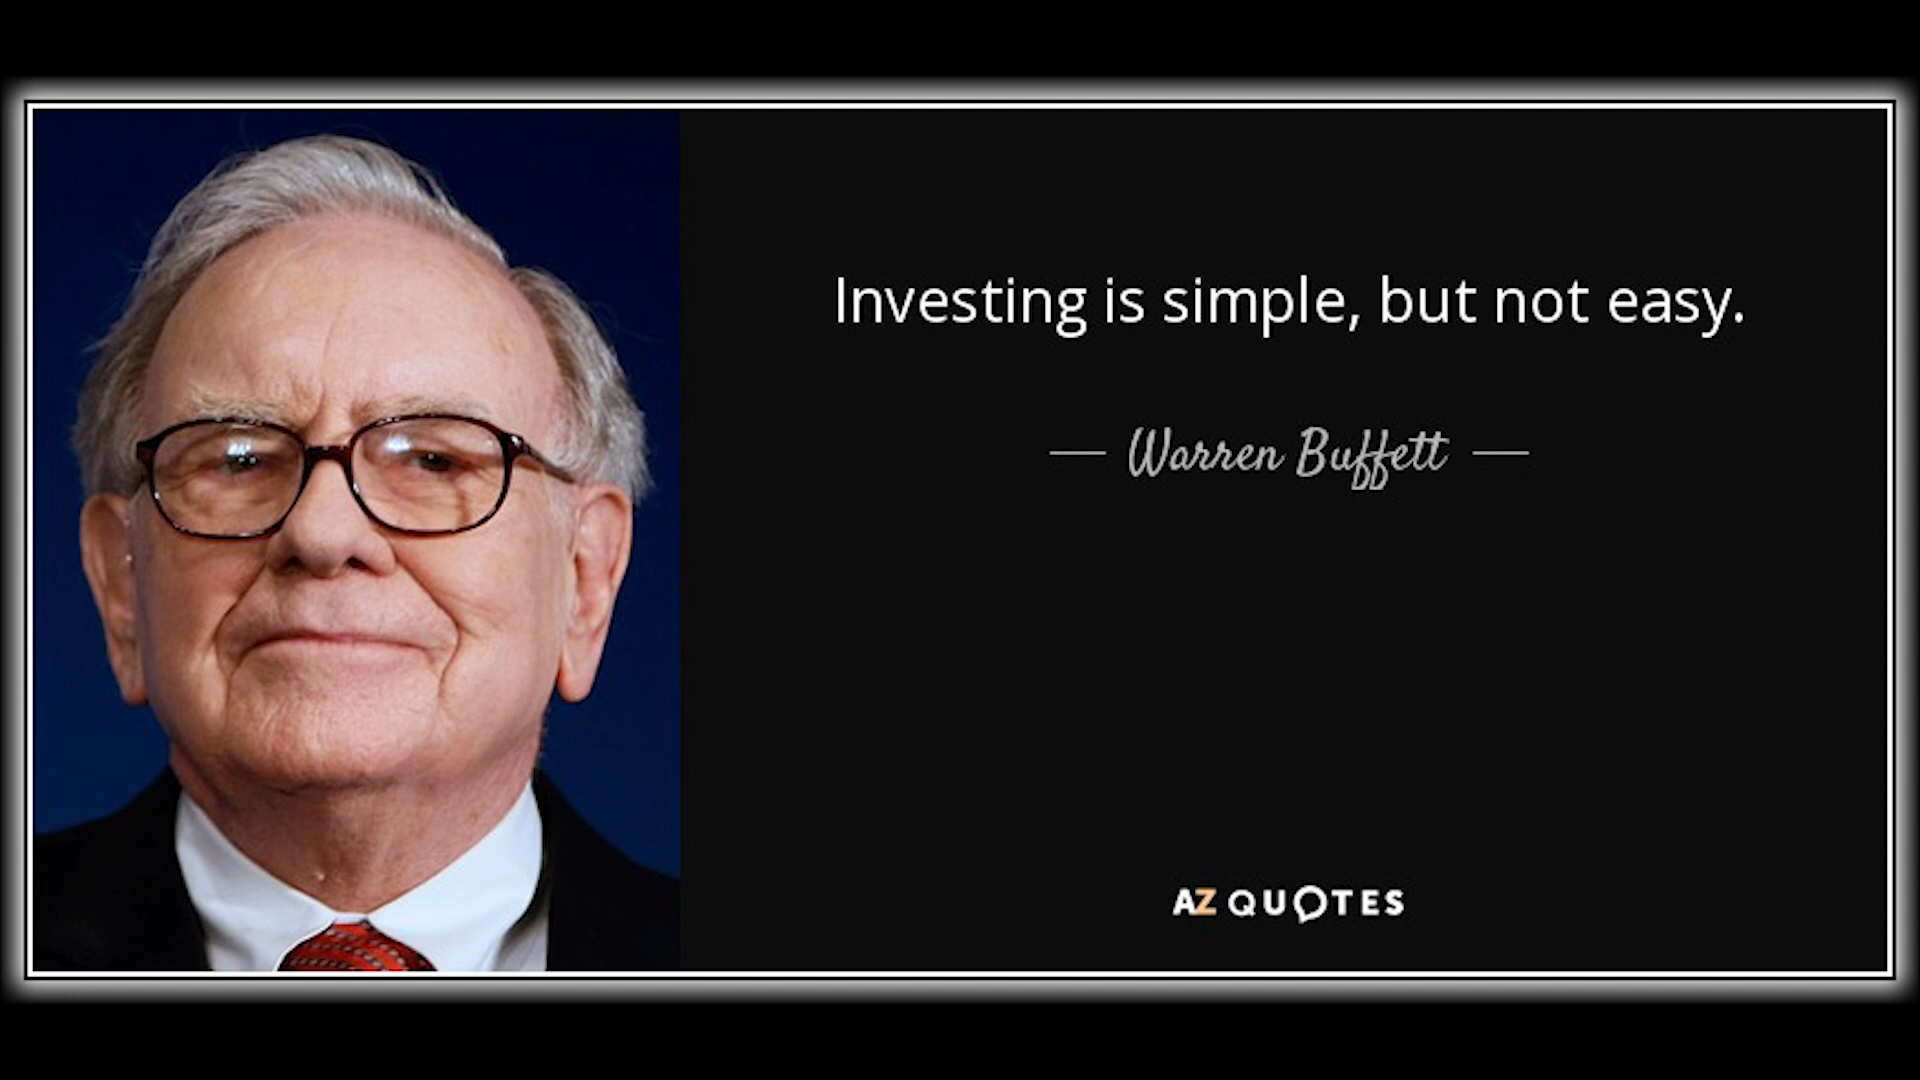 Investing is simple, but not easy.
— Warren Buffett —
AZ QUOTES